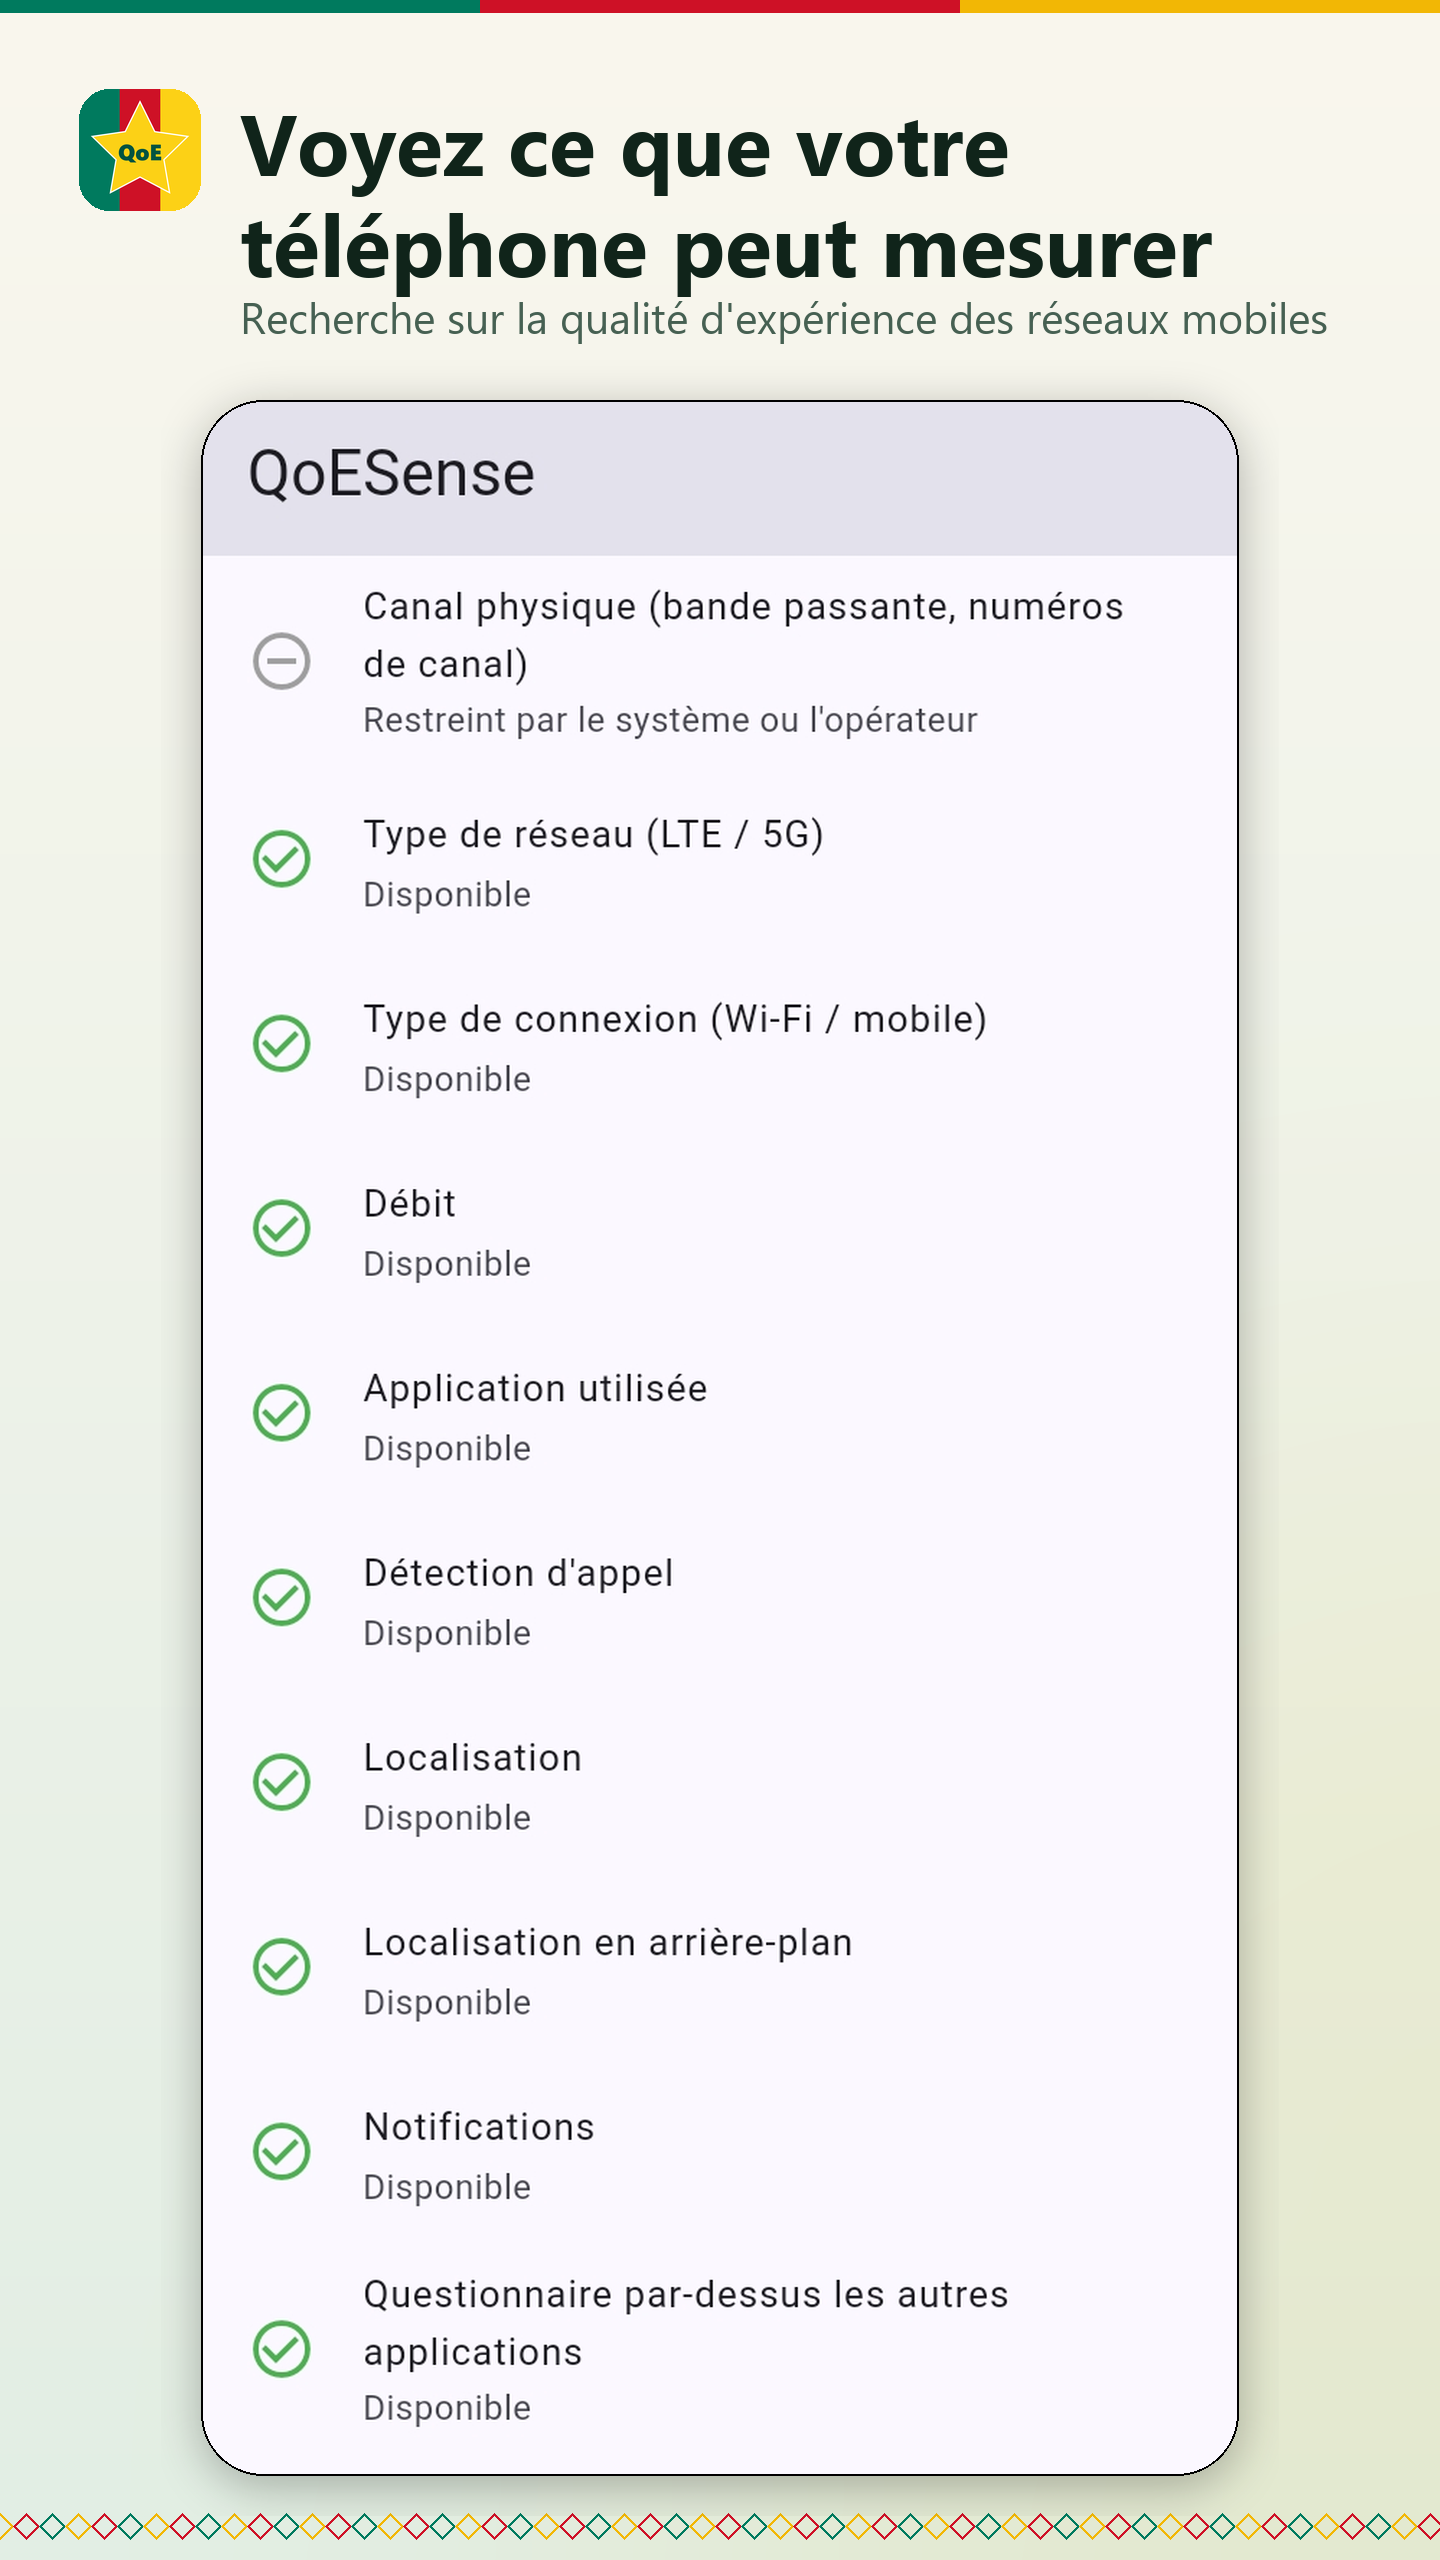 QoE
Voyez ce que votre
téléphone peut mesurer
Recherche sur la qualité d'expérience des réseaux mobiles
QoESense
Canal physique (bande passante, numéros
de canal)
Restreint par le système ou l'opérateur
Type de réseau (LTE / 5G)
Disponible
Type de connexion (Wi-Fi / mobile)
Disponible
Débit
Disponible
Application utilisée
Disponible
Détection d'appel
Disponible
Localisation
Disponible
Localisation en arrière-plan
Disponible
Notifications
Disponible
Questionnaire par-dessus les autres
applications
Disponible